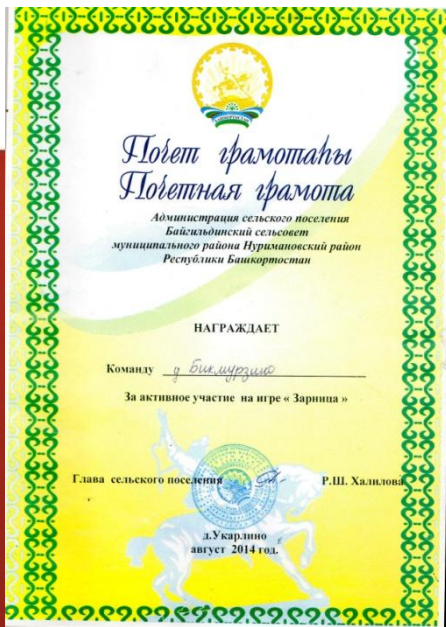 БАШКОРТОСТАН
Почет грамотаһы
Почетная грамота
Администрация сельского поселения
Байгильдинский сельсовет
муниципального района Нуримановский район
Республики Башкортостан
НАГРАЖДАЕТ
Команду д Бикмурзино
За активное участие на игре « Зарница »
Глава сельского поселения Р.Ш. Халилова
д.Укарлино
август 2014 год.